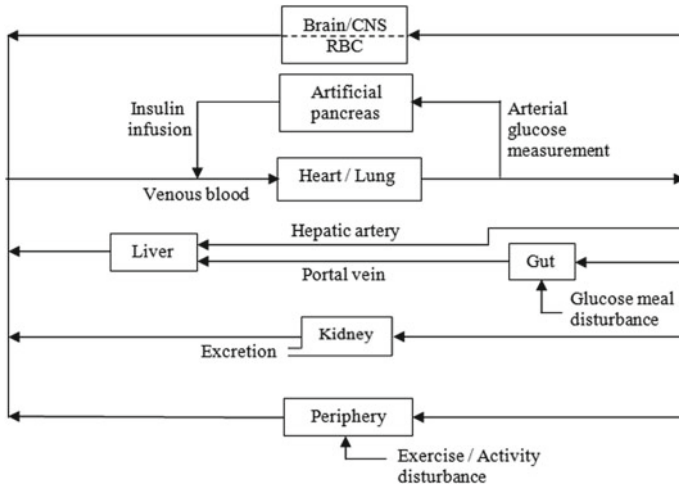 Brain/CNS
RBC
Insulin
infusion
Artificial
pancreas
Arterial
glucose
measurement
Venous blood
Heart / Lung
Hepatic artery
Liver
Portal vein
Gut
Glucose meal
disturbance
Kidney
Excretion
Periphery
Exercise / Activity
disturbance